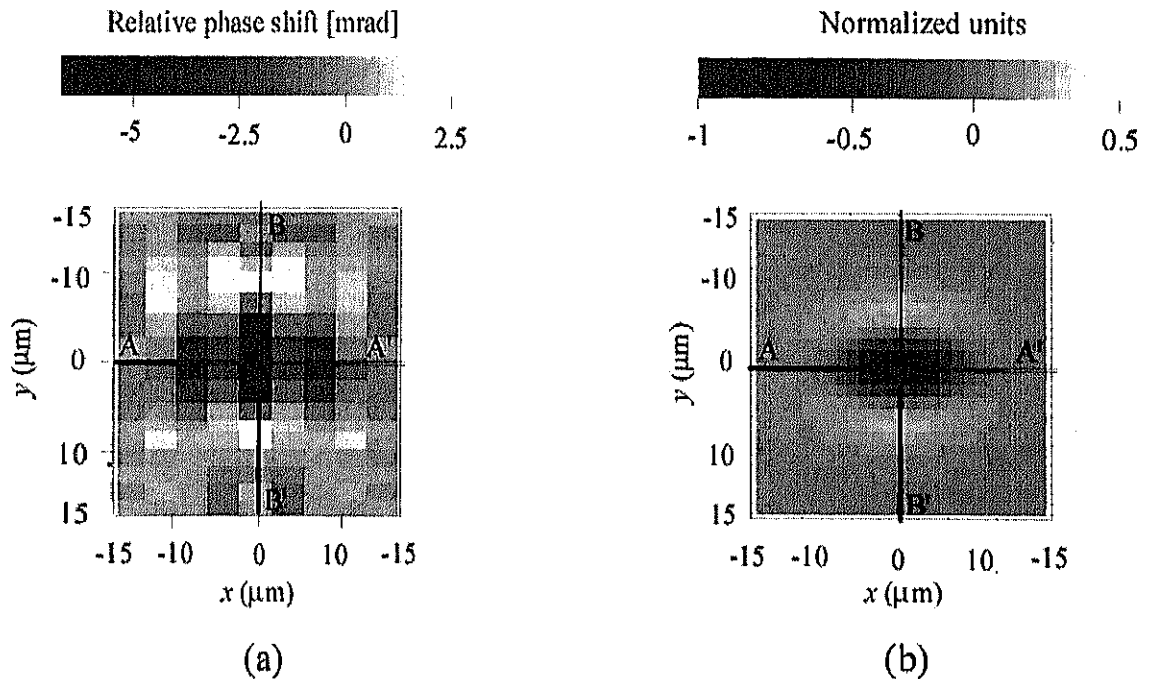 Relative phase shift [mrad]
-5 -2.5 0 2.5
-15
-10
0
10
15
y (μm)
B
A A'
B'
-15 -10 0 10 -15
x (μm)
(a)
Normalized units
-1 -0.5 0 0.5
-15
-10
0
10
15
y (μm)
B
A A'
B'
-15 -10 0 10 -15
x (μm)
(b)